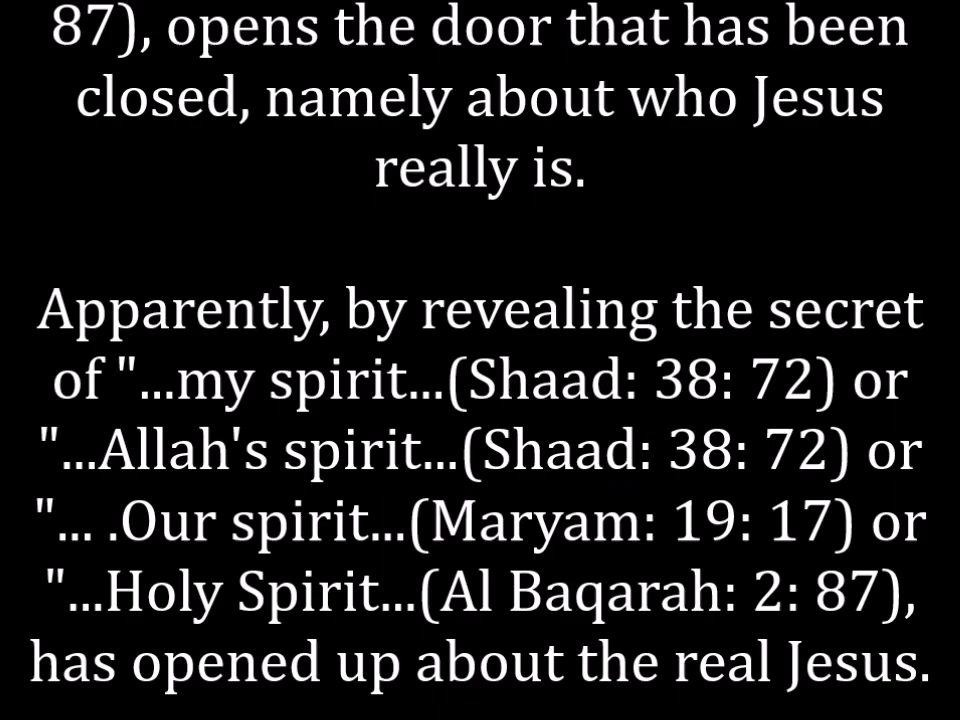 87), opens the door that has been
closed, namely about who Jesus
really is.
Apparently, by revealing the secret
of "...my spirit...(Shaad: 38: 72) or
"...Allah's spirit...(Shaad: 38: 72) or
"... .Our spirit...(Maryam: 19: 17) or
"...Holy Spirit...(Al Baqarah: 2: 87),
has opened up about the real Jesus.